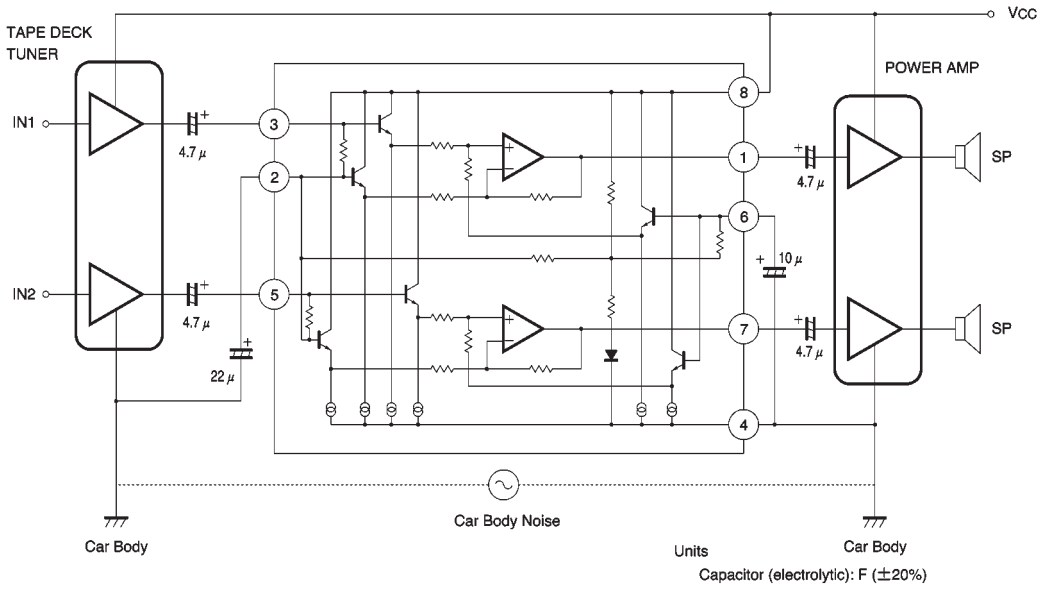 VCC
TAPE DECK
TUNER
POWER AMP
8
IN1
+
4.7 μ
3
+
−
1
+
4.7 μ
SP
2
6
+
10 μ
IN2
+
4.7 μ
5
+
−
7
+
4.7 μ
SP
+
22 μ
4
Car Body Noise
Car Body
Car Body
Units
Capacitor (electrolytic): F (±20%)